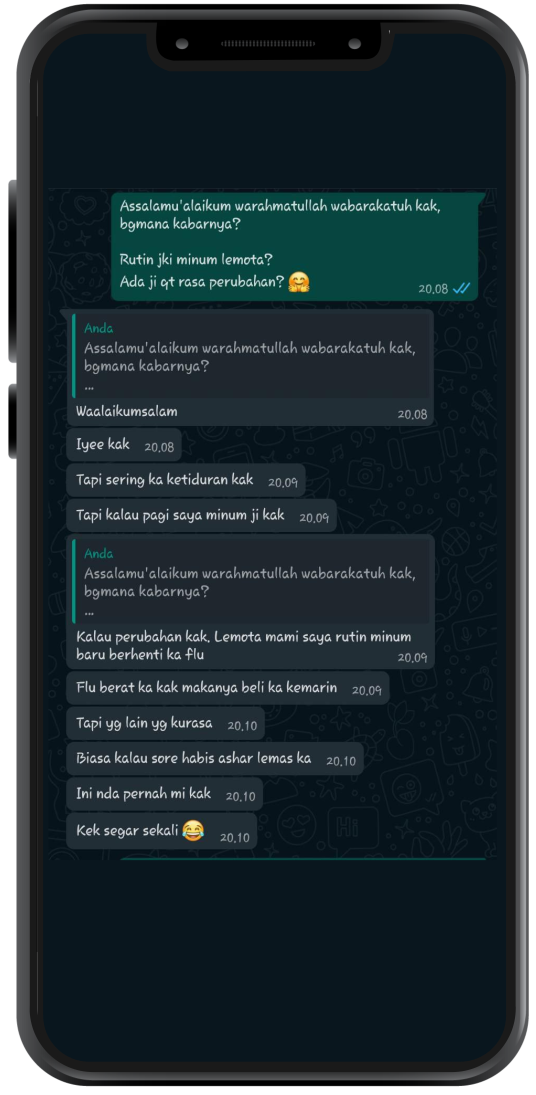 Assalamu'alaikum warahmatullah wabarakatuh kak,
bgmana kabarnya?
Rutin jki minum lemota?
Ada ji qt rasa perubahan? 🤗
20.08
Anda
Assalamu'alaikum warahmatullah wabarakatuh kak,
bgmana kabarnya?
...
Waalaikumsalam 20.08
Iyee kak 20.08
Tapi sering ka ketiduran kak 20.09
Tapi kalau pagi saya minum ji kak 20.09
Anda
Assalamu'alaikum warahmatullah wabarakatuh kak,
bgmana kabarnya?
...
Kalau perubahan kak, Lemota mami saya rutin minum
baru berhenti ka flu 20.09
Flu berat ka kak makanya beli ka kemarin 20.09
Tapi yg lain yg kurasa 20.10
Biasa kalau sore habis ashar lemas ka 20.10
Ini nda pernah mi kak 20.10
Kek segar sekali 😂 20.10